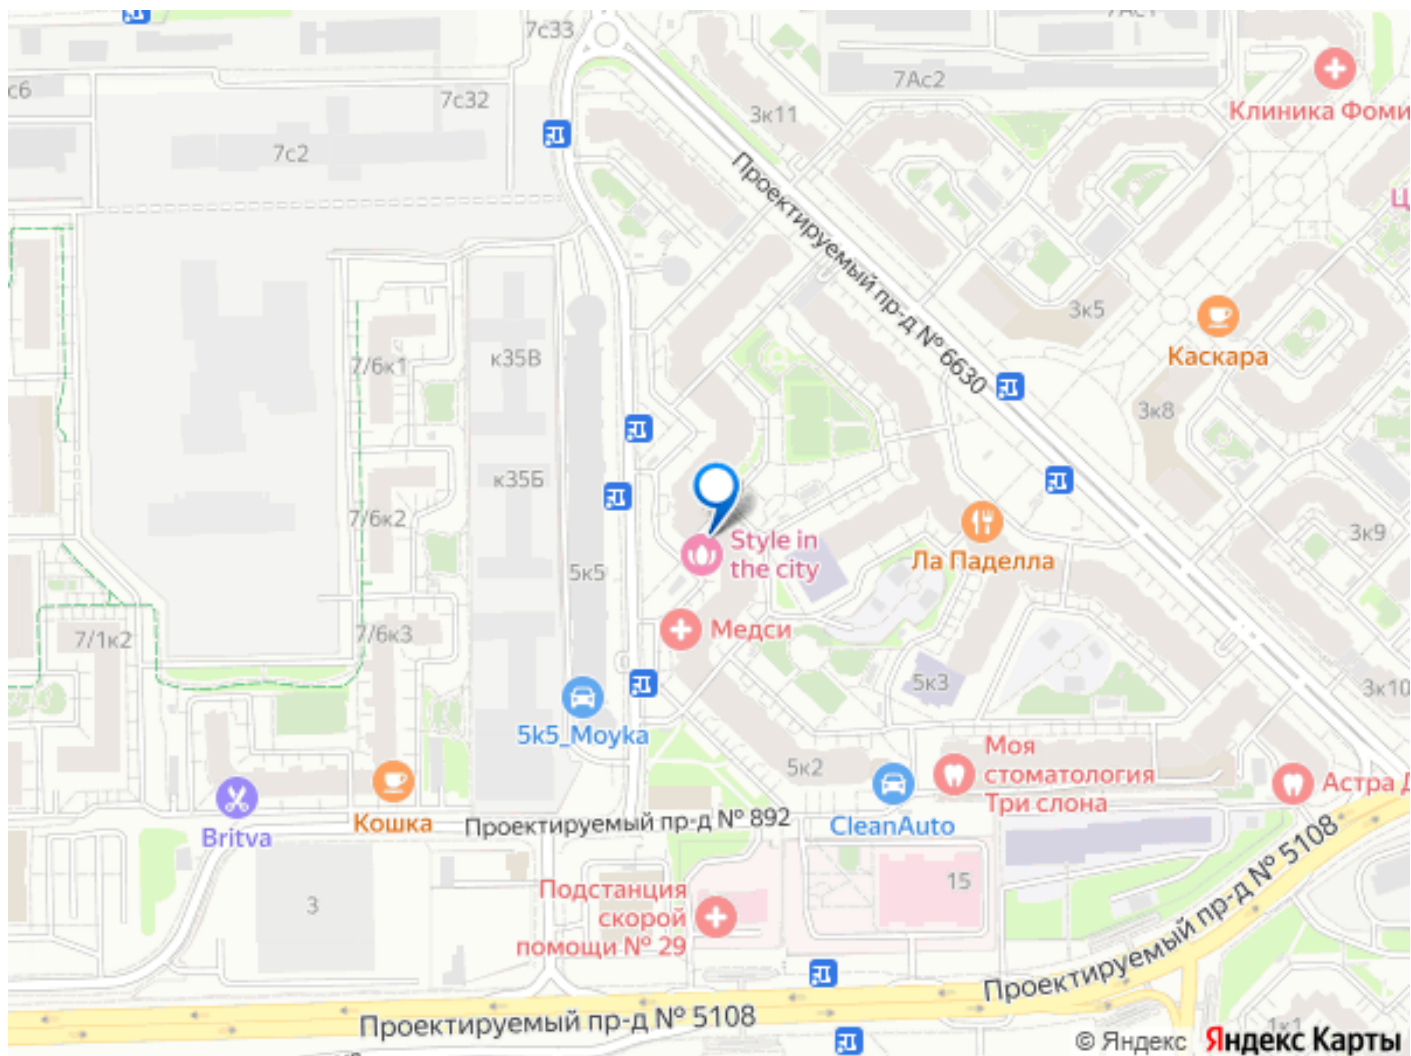 7с33
7с32
7с2
с6
3к11
7Ас2
Клиника Фоми
Проектируемый пр-д № 6630
Ц
3к5
Каскара
к35В
7/6к1
3к8
к35Б
7/6к2
3к9
Style in
the city
Ла Паделла
5к5
7/6к3
7/1к2
Медси
5к3
3к10
5k5_Moyka
5к2
Моя
стоматология
Три слона
Астра Д
Britva
Кошка
Проектируемый пр-д № 892
CleanAuto
Проектируемый пр-д № 5108
3
15
Подстанция
скорой
помощи № 29
Проектируемый пр-д № 5108
1к1
© Яндекс Яндекс Карты